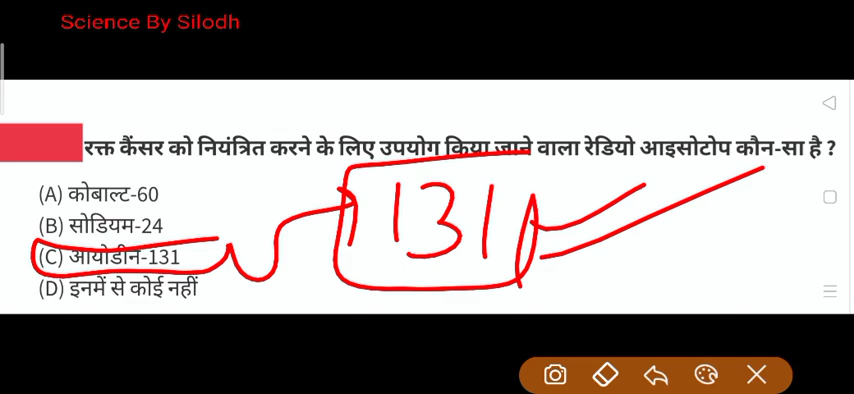 Science By Silodh
रक्त कैंसर को नियंत्रित करने के लिए उपयोग किया जाने वाला रेडियो आइसोटोप कौन-सा है ?
(A) कोबाल्ट-60
(B) सोडियम-24
(C) आयोडीन-131
131
(D) इनमें से कोई नहीं